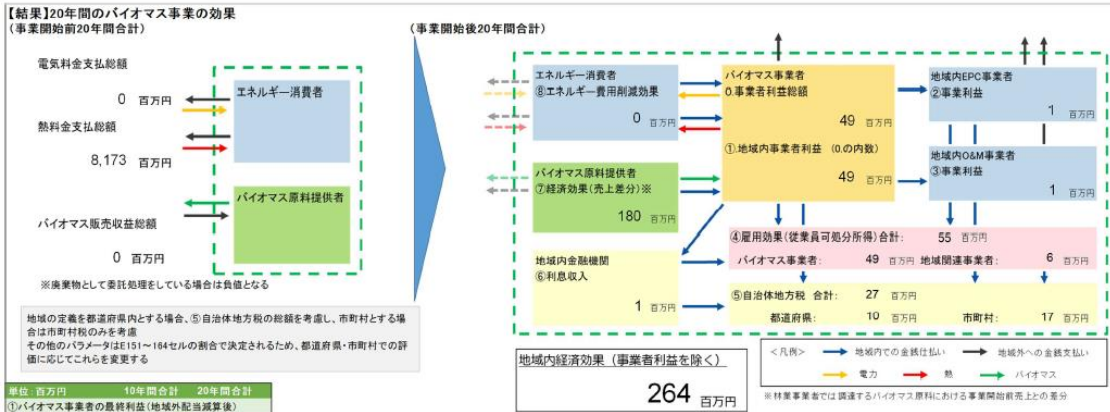 【結果】20年間のバイオマス事業の効果
(事業開始前20年間合計)
電気料金支払総額
0 百万円
熱料金支払総額
8,173 百万円
バイオマス販売収益総額
0 百万円
※廃棄物として委託処理をしている場合は負値となる
エネルギー消費者
バイオマス原料提供者
地域の定義を都道府県内とする場合、⑤自治体地方税の総額を考慮し、市町村とする場
合は市町村税のみを考慮
その他のパラメータはE151～164セルの割合で決定されるため、都道府県・市町村での評
価に応じてこれらを変更する
単位:百万円 10年間合計 20年間合計
①バイオマス事業者の最終利益(地域外配当減算後)
(事業開始後20年間合計)
エネルギー消費者
⑧エネルギー費用削減効果
0 百万円
バイオマス原料提供者
⑦経済効果(売上差分)※
180 百万円
地域内金融機関
⑥利息収入
1 百万円
バイオマス事業者
0.事業者利益総額
49 百万円
①.地域内事業者利益 (0.の内数)
49 百万円
地域内EPC事業者
②事業利益
1 百万円
地域内O&M事業者
③事業利益
1 百万円
④雇用効果(従業員可処分所得)合計: 55 百万円
バイオマス事業者: 49 百万円 地域関連事業者: 6 百万円
⑤自治体地方税 合計: 27 百万円
都道府県: 10 百万円 市町村: 17 百万円
地域内経済効果(事業者利益を除く)
264 百万円
<凡例> 地域内での金銭仕払い 地域外への金銭支払い
電力 熱 バイオマス
※林業事業者では調達するバイオマス原料における事業開始前売上との差分